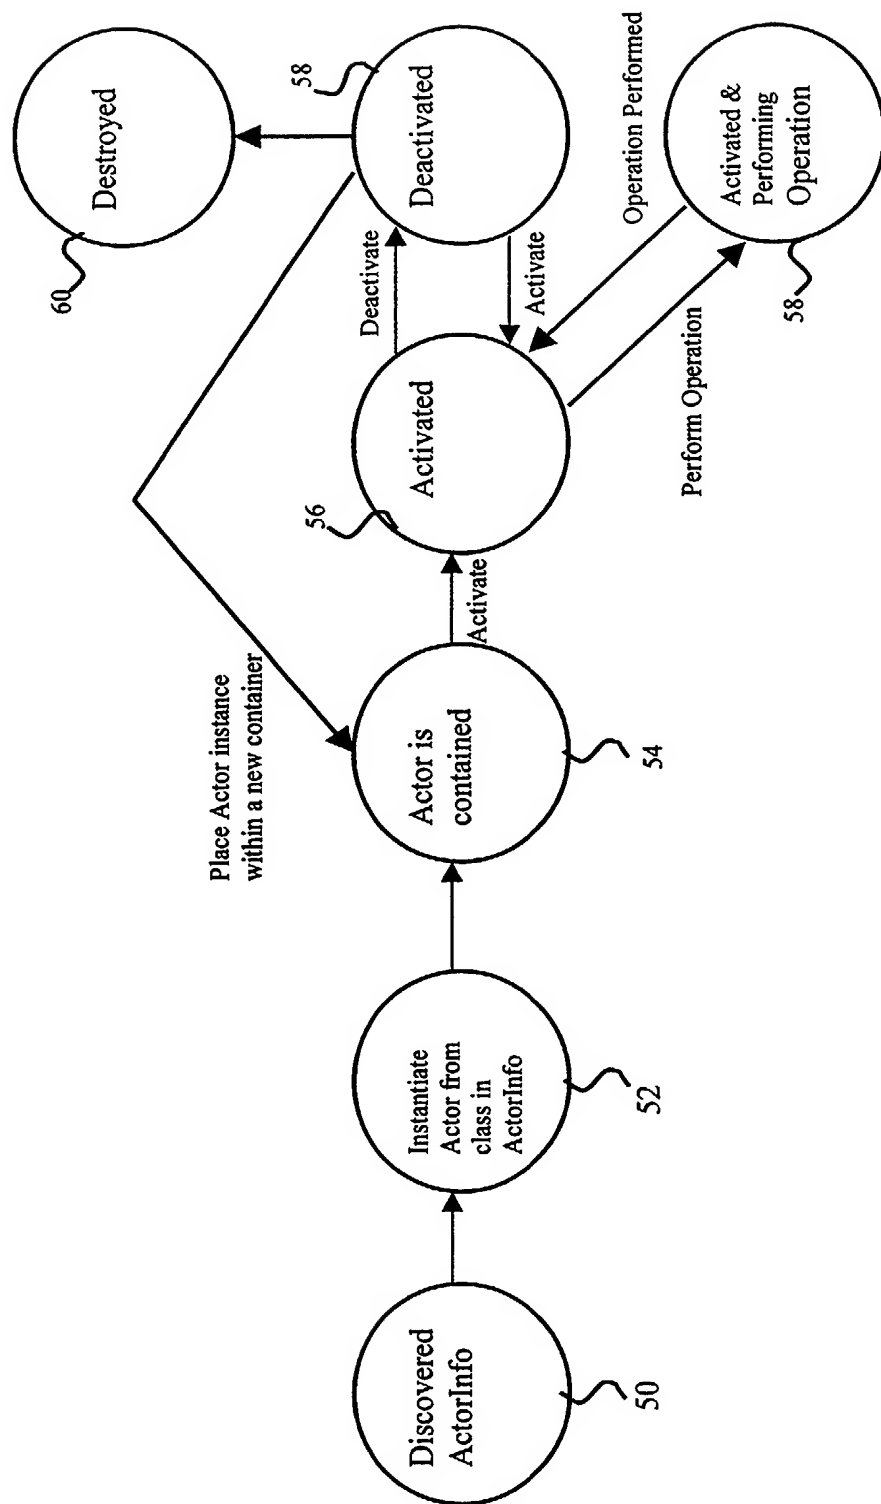 Discovered
ActorInfo
50
Instantiate
Actor from
class in
ActorInfo
52
Actor is
contained
54
Place Actor instance
within a new container
Activate
Activated
56
Deactivate
Activate
Deactivated
58
Destroyed
60
Perform Operation
Operation Performed
Activated &
Performing
Operation
58